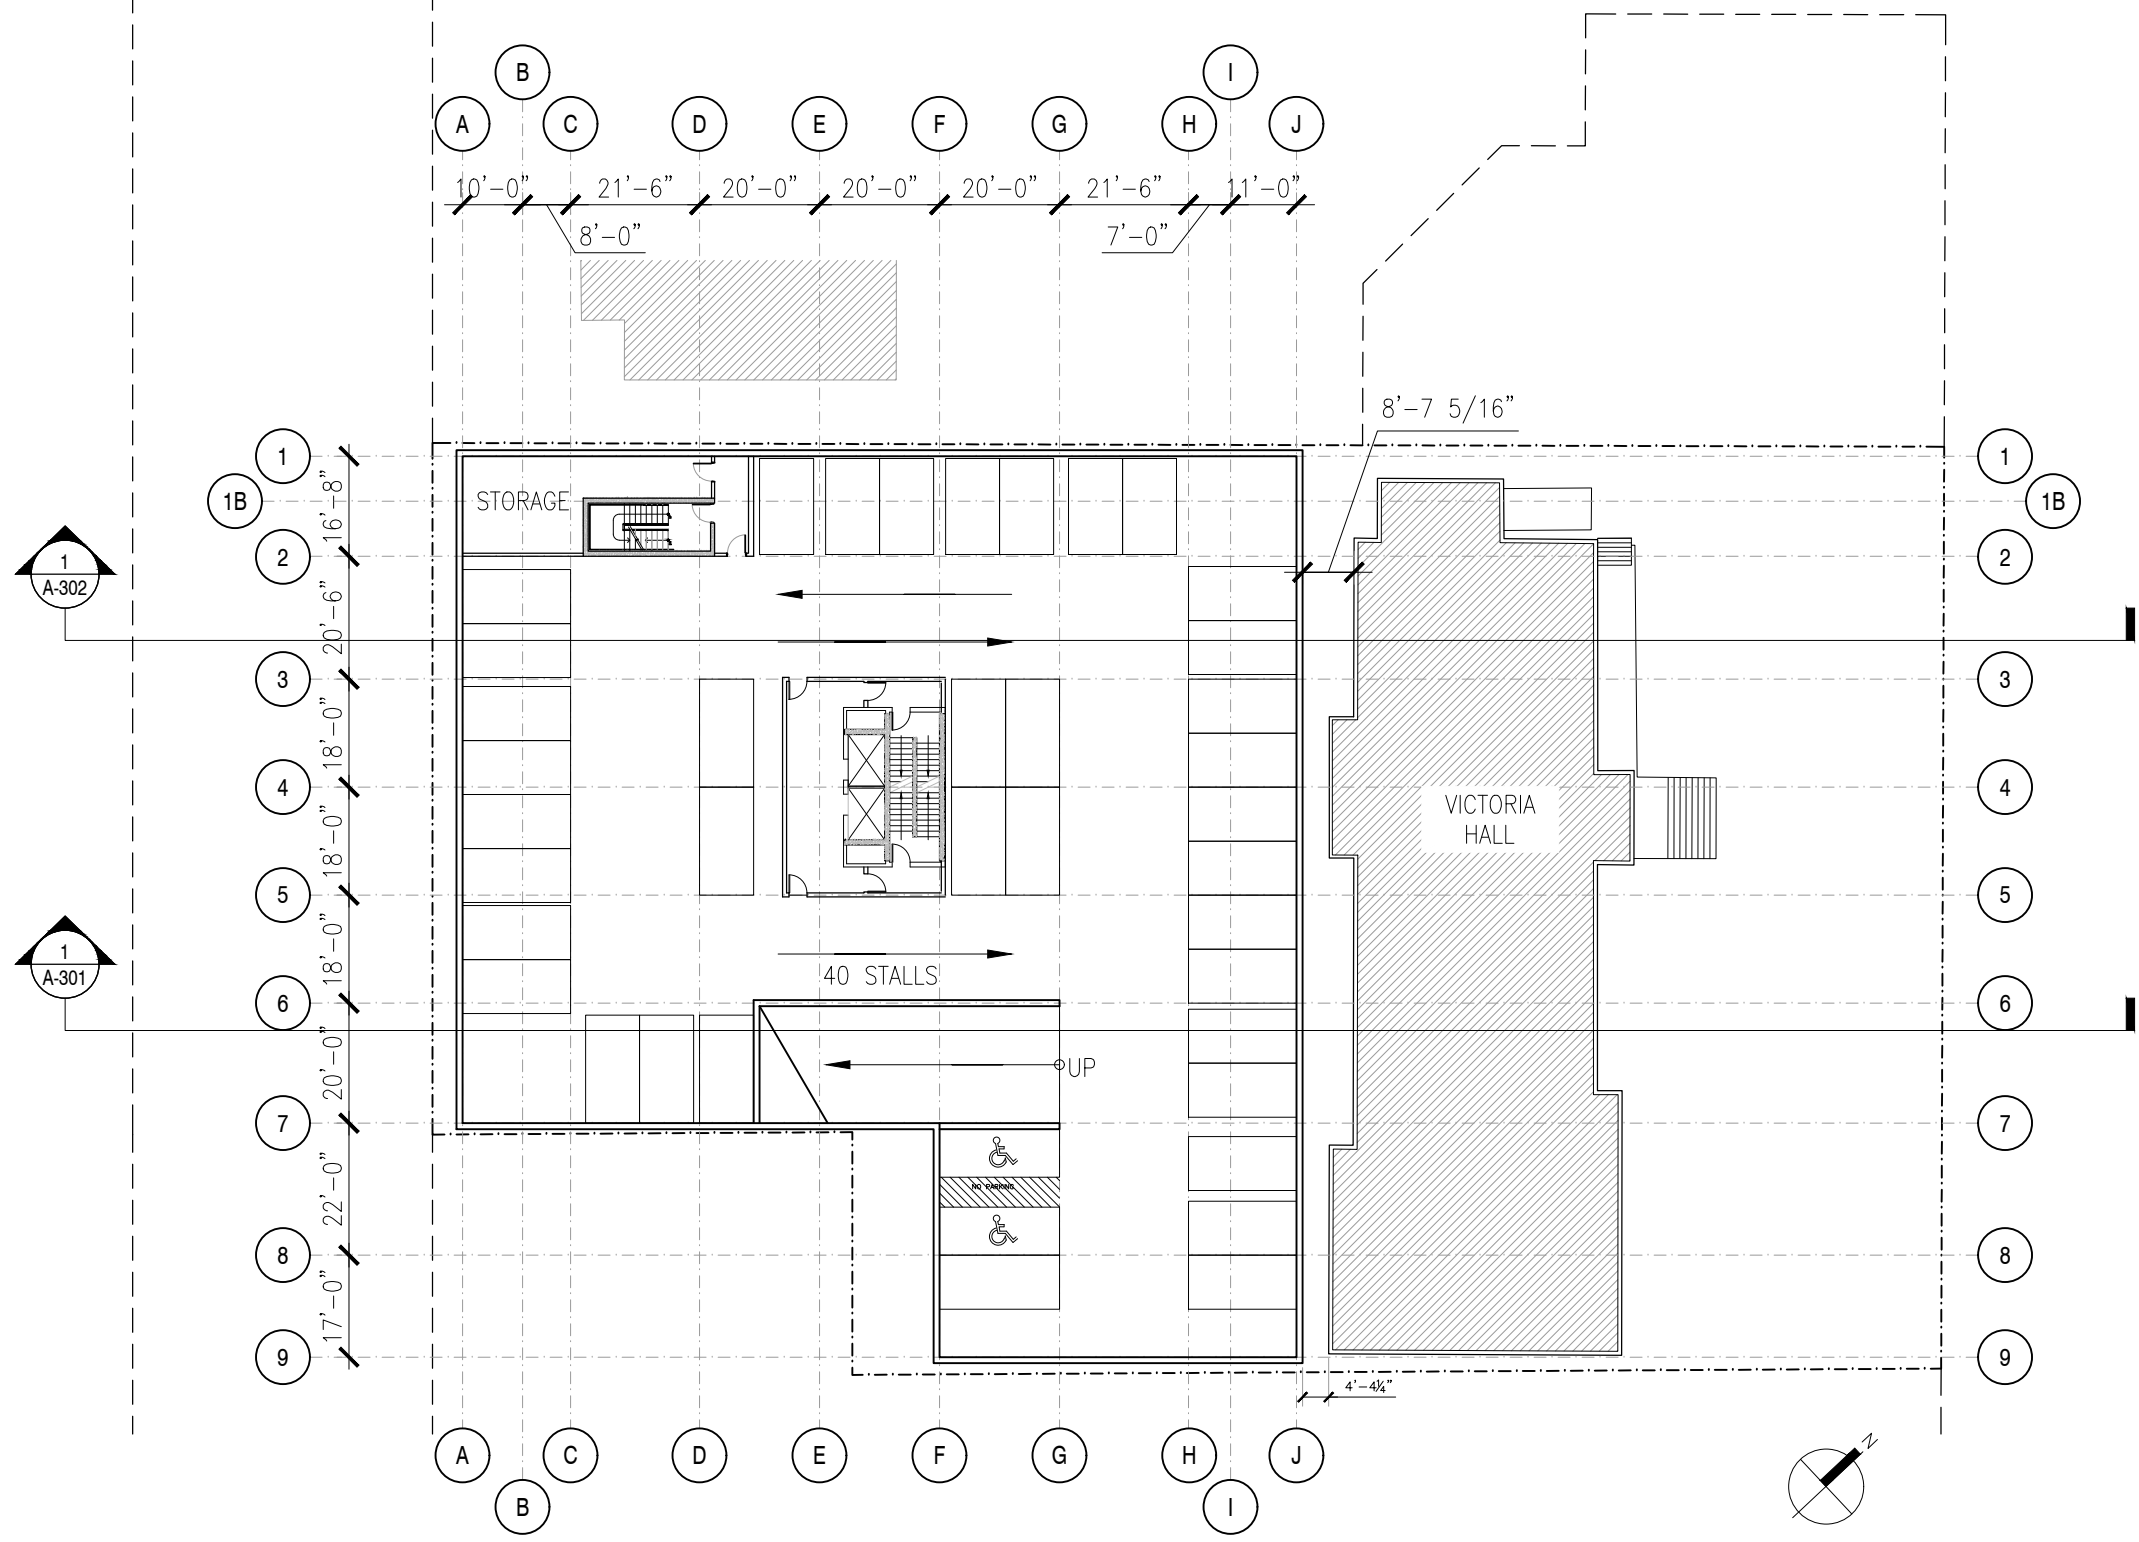 B
I
A
C
D
E
F
G
H
J
10'-0"
21'-6"
20'-0"
20'-0"
20'-0"
21'-6"
11'-0"
8'-0"
7'-0"
8'-7 5/16"
1
1
1B
STORAGE
1B
16'-8"
2
2
1
A-302
20'-6"
3
3
18'-0"
4
4
VICTORIA
HALL
18'-0"
5
5
1
A-301
18'-0"
40 STALLS
6
6
20'-0"
UP
7
7
22'-0"
NO PARKING
8
8
17'-0"
9
9
4'-4¼"
A
C
D
E
F
G
H
J
N
B
I